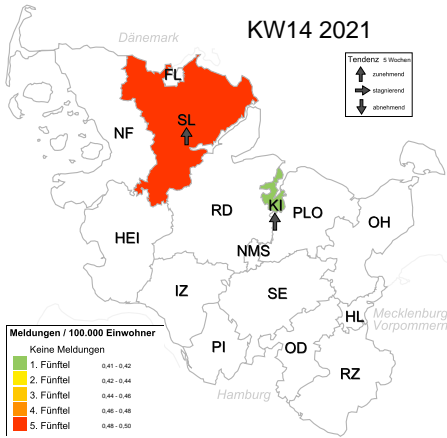 KW14 2021
Dänemark
Tendenz 5 Wochen
zunehmend
stagnierend
abnehmend
FL
SL
NF
RD
KI
PLO
OH
HEI
NMS
IZ
SE
HL
Mecklenburg
Vorpommern
PI
OD
RZ
Hamburg
Meldungen / 100.000 Einwohner
Keine Meldungen
1. Fünftel 0,41 - 0,42
2. Fünftel 0,42 - 0,44
3. Fünftel 0,44 - 0,46
4. Fünftel 0,46 - 0,48
5. Fünftel 0,48 - 0,50